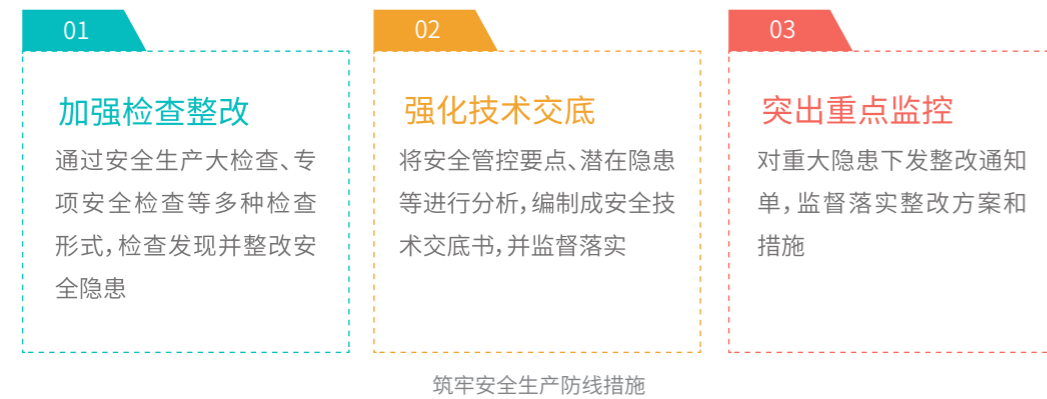 01
加强检查整改
通过安全生产大检查、专
项安全检查等多种检查
形式，检查发现并整改安
全隐患
02
强化技术交底
将安全管控要点、潜在隐患
等进行分析，编制成安全技
术交底书，并监督落实
03
突出重点监控
对重大隐患下发整改通知
单，监督落实整改方案和
措施
筑牢安全生产防线措施